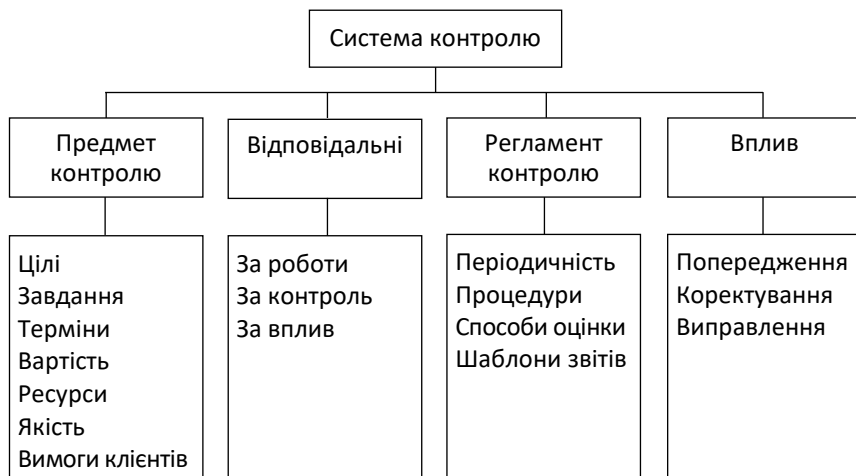 Система контролю
Предмет
контролю
Відповідальні
Регламент
контролю
Вплив
Цілі
Завдання
Терміни
Вартість
Ресурси
Якість
Вимоги клієнтів
За роботи
За контроль
За вплив
Періодичність
Процедури
Способи оцінки
Шаблони звітів
Попередження
Коректування
Виправлення